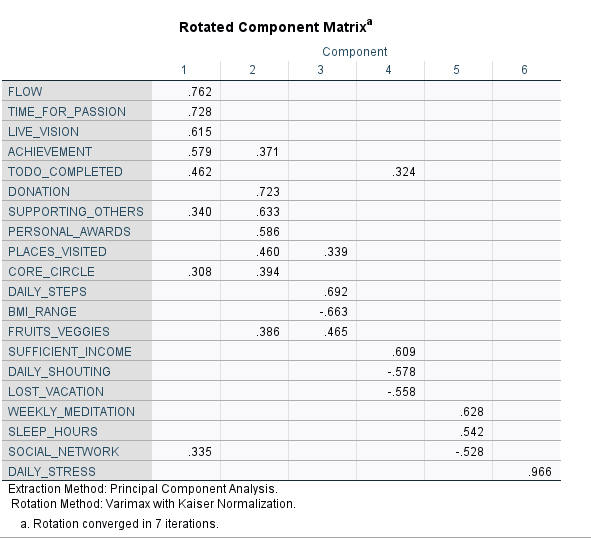 Rotated Component Matrixa
Component
1 2 3 4 5 6
FLOW .762
TIME_FOR_PASSION .728
LIVE_VISION .615
ACHIEVEMENT .579 .371
TODO_COMPLETED .462 .324
DONATION .723
SUPPORTING_OTHERS .340 .633
PERSONAL_AWARDS .586
PLACES_VISITED .460 .339
CORE_CIRCLE .308 .394
DAILY_STEPS .692
BMI_RANGE -.663
FRUITS_VEGGIES .386 .465
SUFFICIENT_INCOME .609
DAILY_SHOUTING -.578
LOST_VACATION -.558
WEEKLY_MEDITATION .628
SLEEP_HOURS .542
SOCIAL_NETWORK .335 -.528
DAILY_STRESS .966
Extraction Method: Principal Component Analysis.
Rotation Method: Varimax with Kaiser Normalization.
a. Rotation converged in 7 iterations.